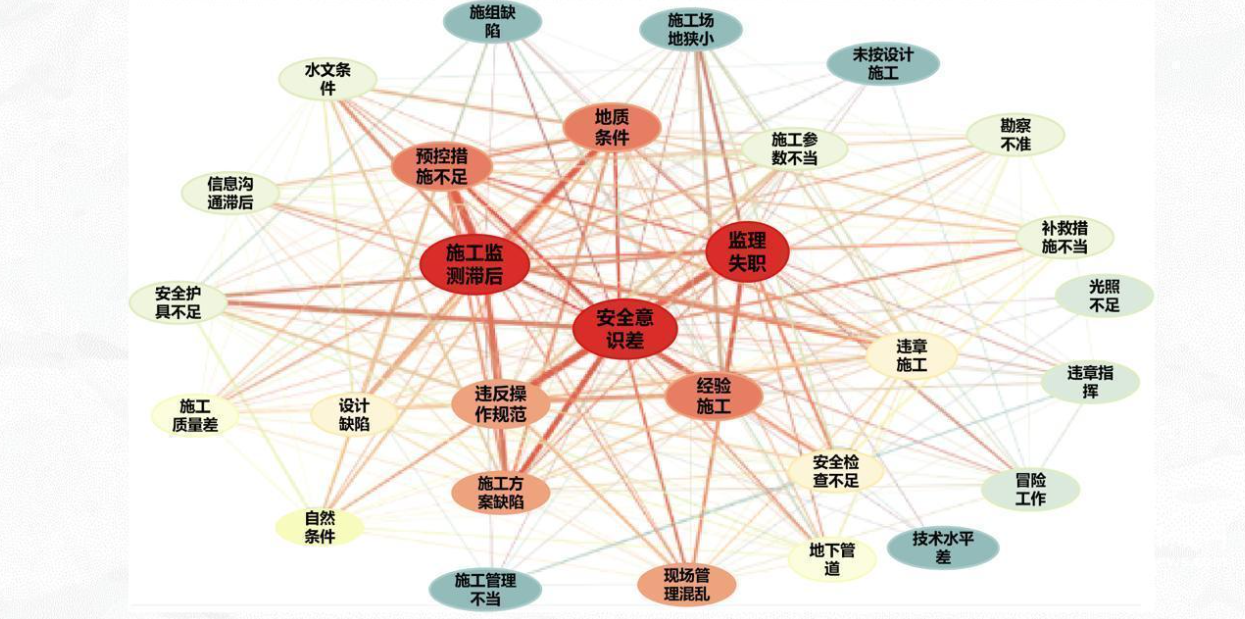 施组缺
陷
施工场
地狭小
未按设计
施工
水文条
件
地质
条件
勘察
不准
施工参
数不当
预控措
施不足
信息沟
通滞后
补救措
施不当
监理
失职
施工监
测滞后
光照
不足
安全护
具不足
安全意
识差
违章
施工
违章指
挥
经验
施工
违反操
作规范
设计
缺陷
施工
质量差
安全检
查不足
冒险
工作
施工方
案缺陷
自然
条件
技术水平
差
地下管
道
现场管
理混乱
施工管理
不当